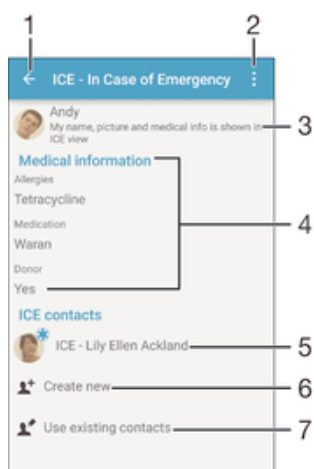 1
2
ICE - In Case of Emergency
Andy
My name, picture and medical info is shown in
ICE view
3
Medical information
Allergies
Tetracycline
Medication
Waran
4
Donor
Yes
ICE contacts
ICE - Lily Ellen Ackland
5
Create new
6
Use existing contacts
7